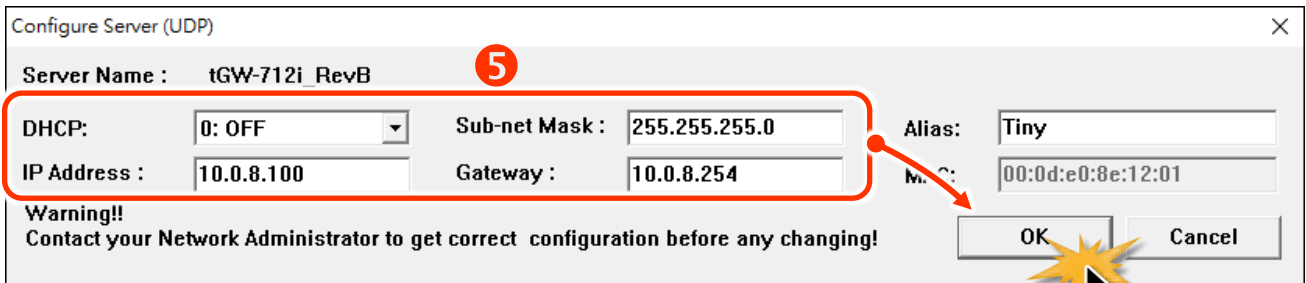 Configure Server (UDP)
Server Name : tGW-712i_RevB
5
DHCP: 0: OFF Sub-net Mask : 255.255.255.0 Alias: Tiny
IP Address : 10.0.8.100 Gateway : 10.0.8.254 00:0d:e0:8e:12:01
Warning!!
Contact your Network Administrator to get correct configuration before any changing!
OK Cancel